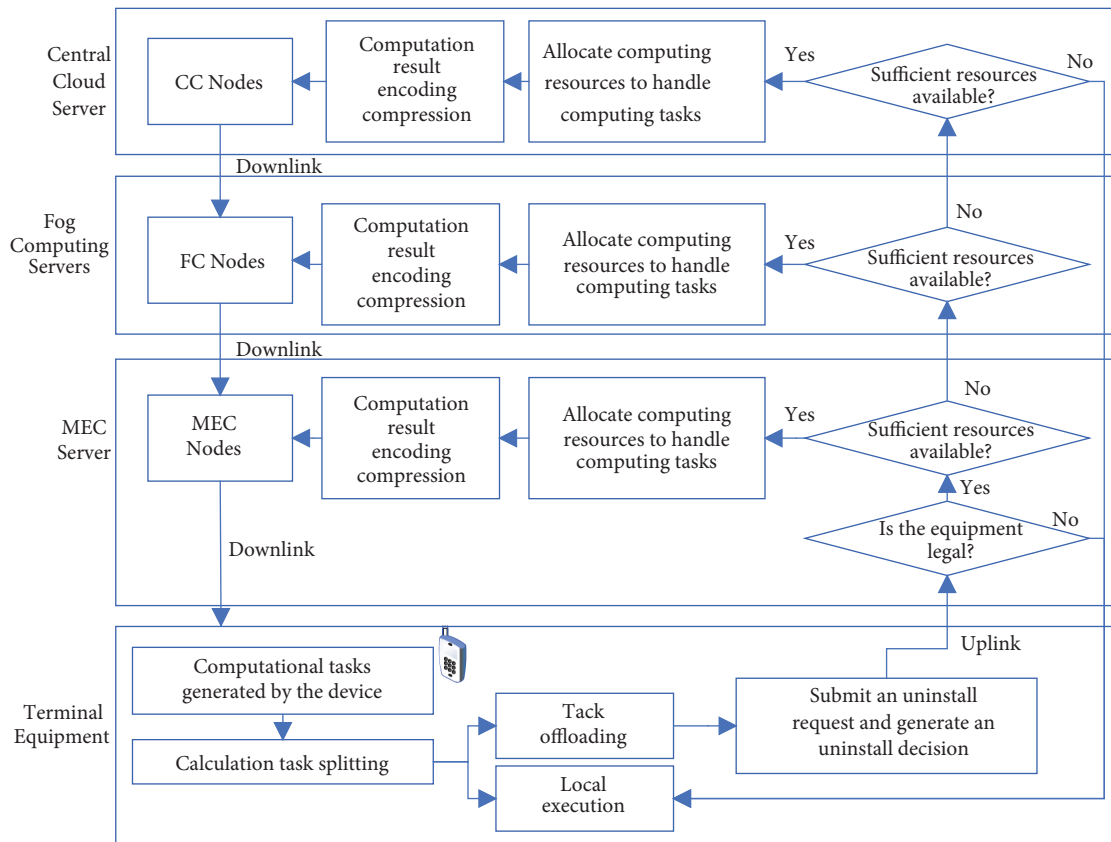 Central
Cloud
Server
CC Nodes
Computation
result
encoding
compression
Allocate computing
resources to handle
computing tasks
Yes
Sufficient resources
available?
No
Downlink
Fog
Computing
Servers
FC Nodes
Computation
result
encoding
compression
Allocate computing
resources to handle
computing tasks
Yes
Sufficient resources
available?
No
Downlink
MEC
Server
MEC
Nodes
Computation
result
encoding
compression
Allocate computing
resources to handle
computing tasks
Yes
Sufficient resources
available?
No
Yes
Is the equipment
legal?
No
Downlink
Uplink
Terminal
Equipment
Computational tasks
generated by the device
Calculation task splitting
Tack
offloading
Local
execution
Submit an uninstall
request and generate an
uninstall decision